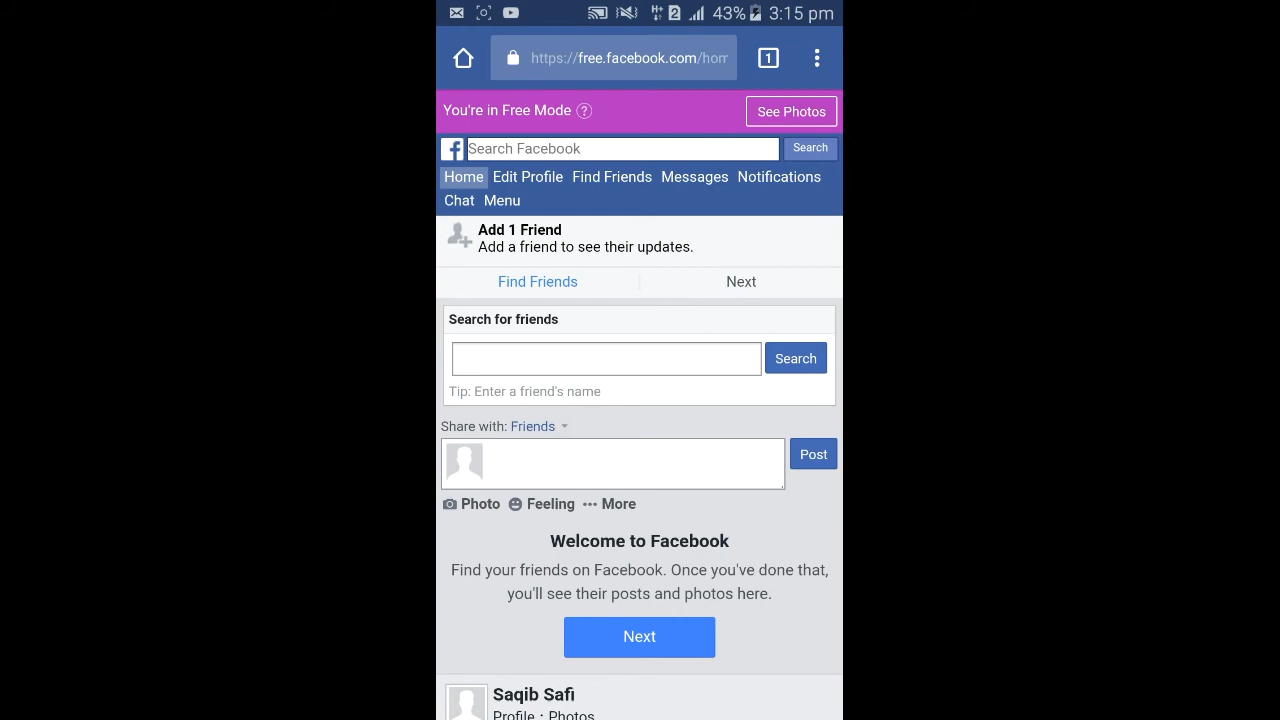 43% 3:15 pm
https://free.facebook.com/hom
1
You're in Free Mode ?
See Photos
Search Facebook
Search
Home Edit Profile Find Friends Messages Notifications
Chat Menu
Add 1 Friend
Add a friend to see their updates.
Find Friends
Next
Search for friends
Search
Tip: Enter a friend's name
Share with: Friends
Post
Photo Feeling ••• More
Welcome to Facebook
Find your friends on Facebook. Once you've done that,
you'll see their posts and photos here.
Next
Saqib Safi
Profile · Photos